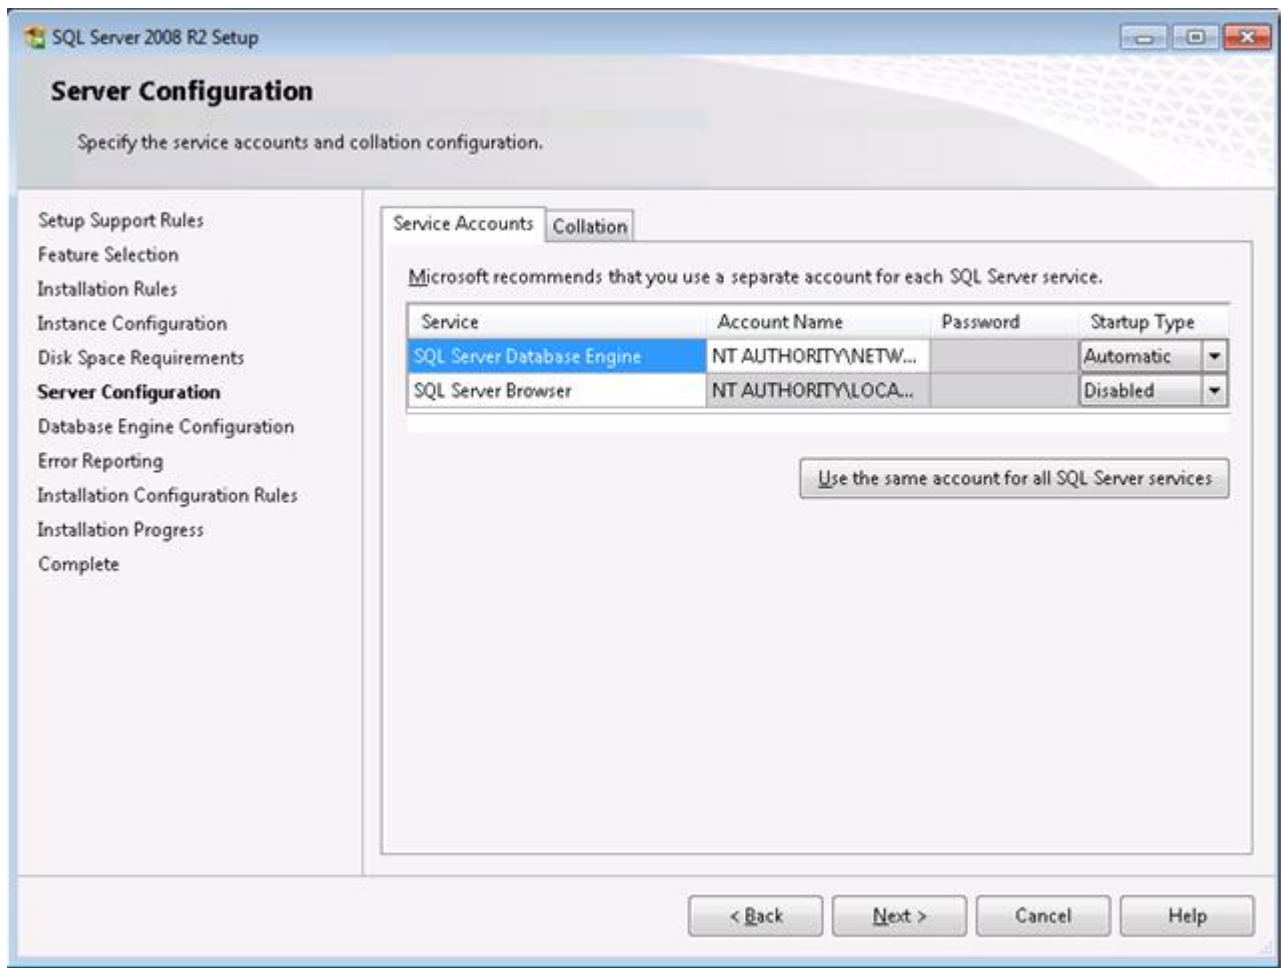 SQL Server 2008 R2 Setup
Server Configuration
Specify the service accounts and collation configuration.
Setup Support Rules
Feature Selection
Installation Rules
Instance Configuration
Disk Space Requirements
Server Configuration
Database Engine Configuration
Error Reporting
Installation Configuration Rules
Installation Progress
Complete
Service Accounts Collation
Microsoft recommends that you use a separate account for each SQL Server service.
Service Account Name Password Startup Type
SQL Server Database Engine NT AUTHORITY\NETW... Automatic
SQL Server Browser NT AUTHORITY\LOCA... Disabled
Use the same account for all SQL Server services
< Back Next > Cancel Help